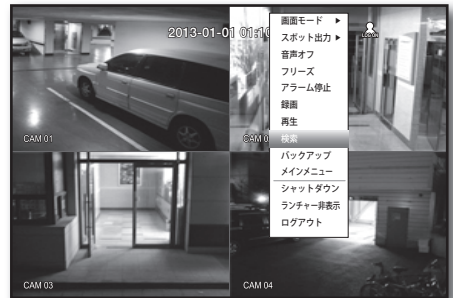 2013-01-01 01:10
LOG ON
画面モード ▶
スポット出力 ▶
音声オフ
フリーズ
アラーム停止
録画
再生
検索
バックアップ
メインメニュー
シャットダウン
ランチャー非表示
ログアウト
CAM 01
CAM 0
CAM 03
CAM 04